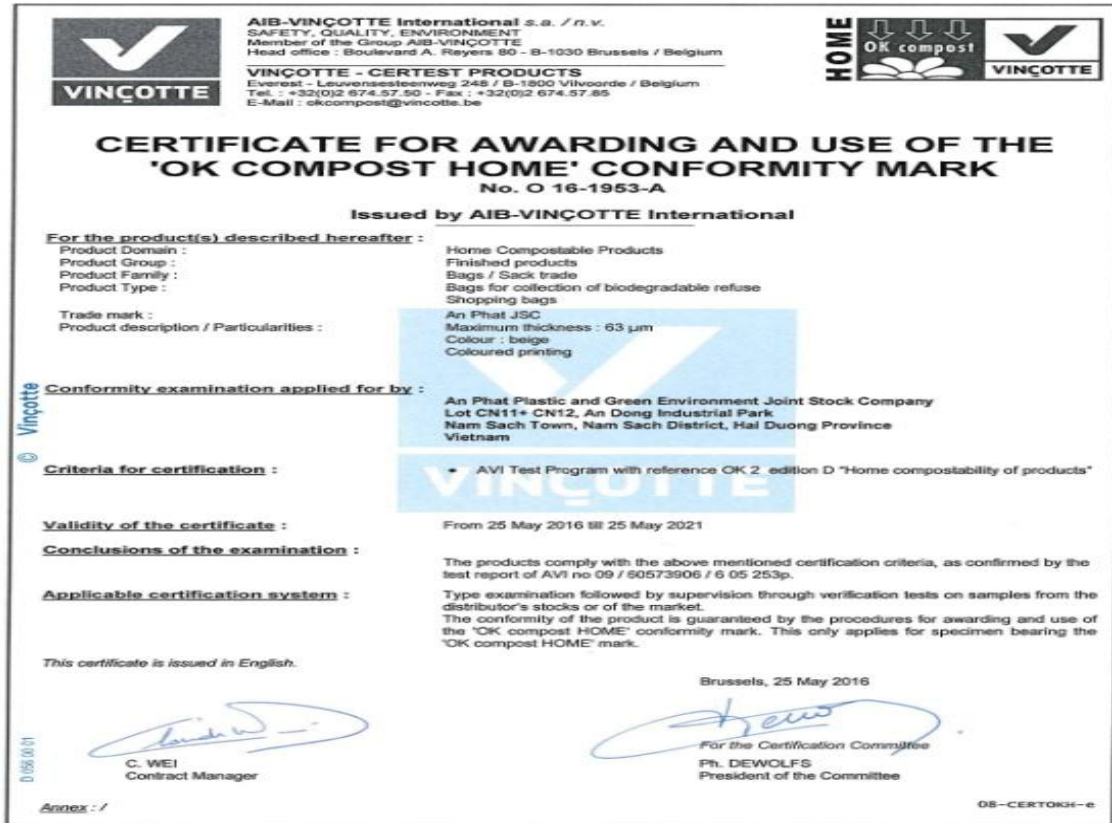 VINÇOTTE
AIB-VINÇOTTE International s.a. / n.v.
SAFETY, QUALITY, ENVIRONMENT
Member of the Group AIB-VINÇOTTE
Head office : Boulevard A. Reyers 80 - B-1030 Brussels / Belgium
VINÇOTTE - CERTEST PRODUCTS
Everest - Leuvensesteenweg 248 / B-1800 Vilvoorde / Belgium
Tel. : +32(0)2 674.57.50 - Fax : +32(0)2 674.57.85
E-Mail : okcompost@vincotte.be
HOME
OK compost
VINÇOTTE
CERTIFICATE FOR AWARDING AND USE OF THE
'OK COMPOST HOME' CONFORMITY MARK
No. O 16-1953-A
Issued by AIB-VINÇOTTE International
For the product(s) described hereafter :
Product Domain : Home Compostable Products
Product Group : Finished products
Product Family : Bags / Sack trade
Product Type : Bags for collection of biodegradable refuse
Shopping bags
Trade mark : An Phat JSC
Product description / Particularities : Maximum thickness : 63 µm
Colour : beige
Coloured printing
Conformity examination applied for by :
An Phat Plastic and Green Environment Joint Stock Company
Lot CN11+ CN12, An Dong Industrial Park
Nam Sach Town, Nam Sach District, Hai Duong Province
Vietnam
© Vinçotte
Criteria for certification : • AVI Test Program with reference OK 2 edition D "Home compostability of products"
VINÇOTTE
Validity of the certificate : From 25 May 2016 till 25 May 2021
Conclusions of the examination :
The products comply with the above mentioned certification criteria, as confirmed by the
test report of AVI no 09 / 60573906 / 6 05 253p.
Applicable certification system : Type examination followed by supervision through verification tests on samples from the
distributor's stocks or of the market.
The conformity of the product is guaranteed by the procedures for awarding and use of
the 'OK compost HOME' conformity mark. This only applies for specimen bearing the
'OK compost HOME' mark.
This certificate is issued in English.
Brussels, 25 May 2016
For the Certification Committee
C. WEI
Contract Manager
Ph. DEWOLFS
President of the Committee
Annex : /
08-CERTOKH-e